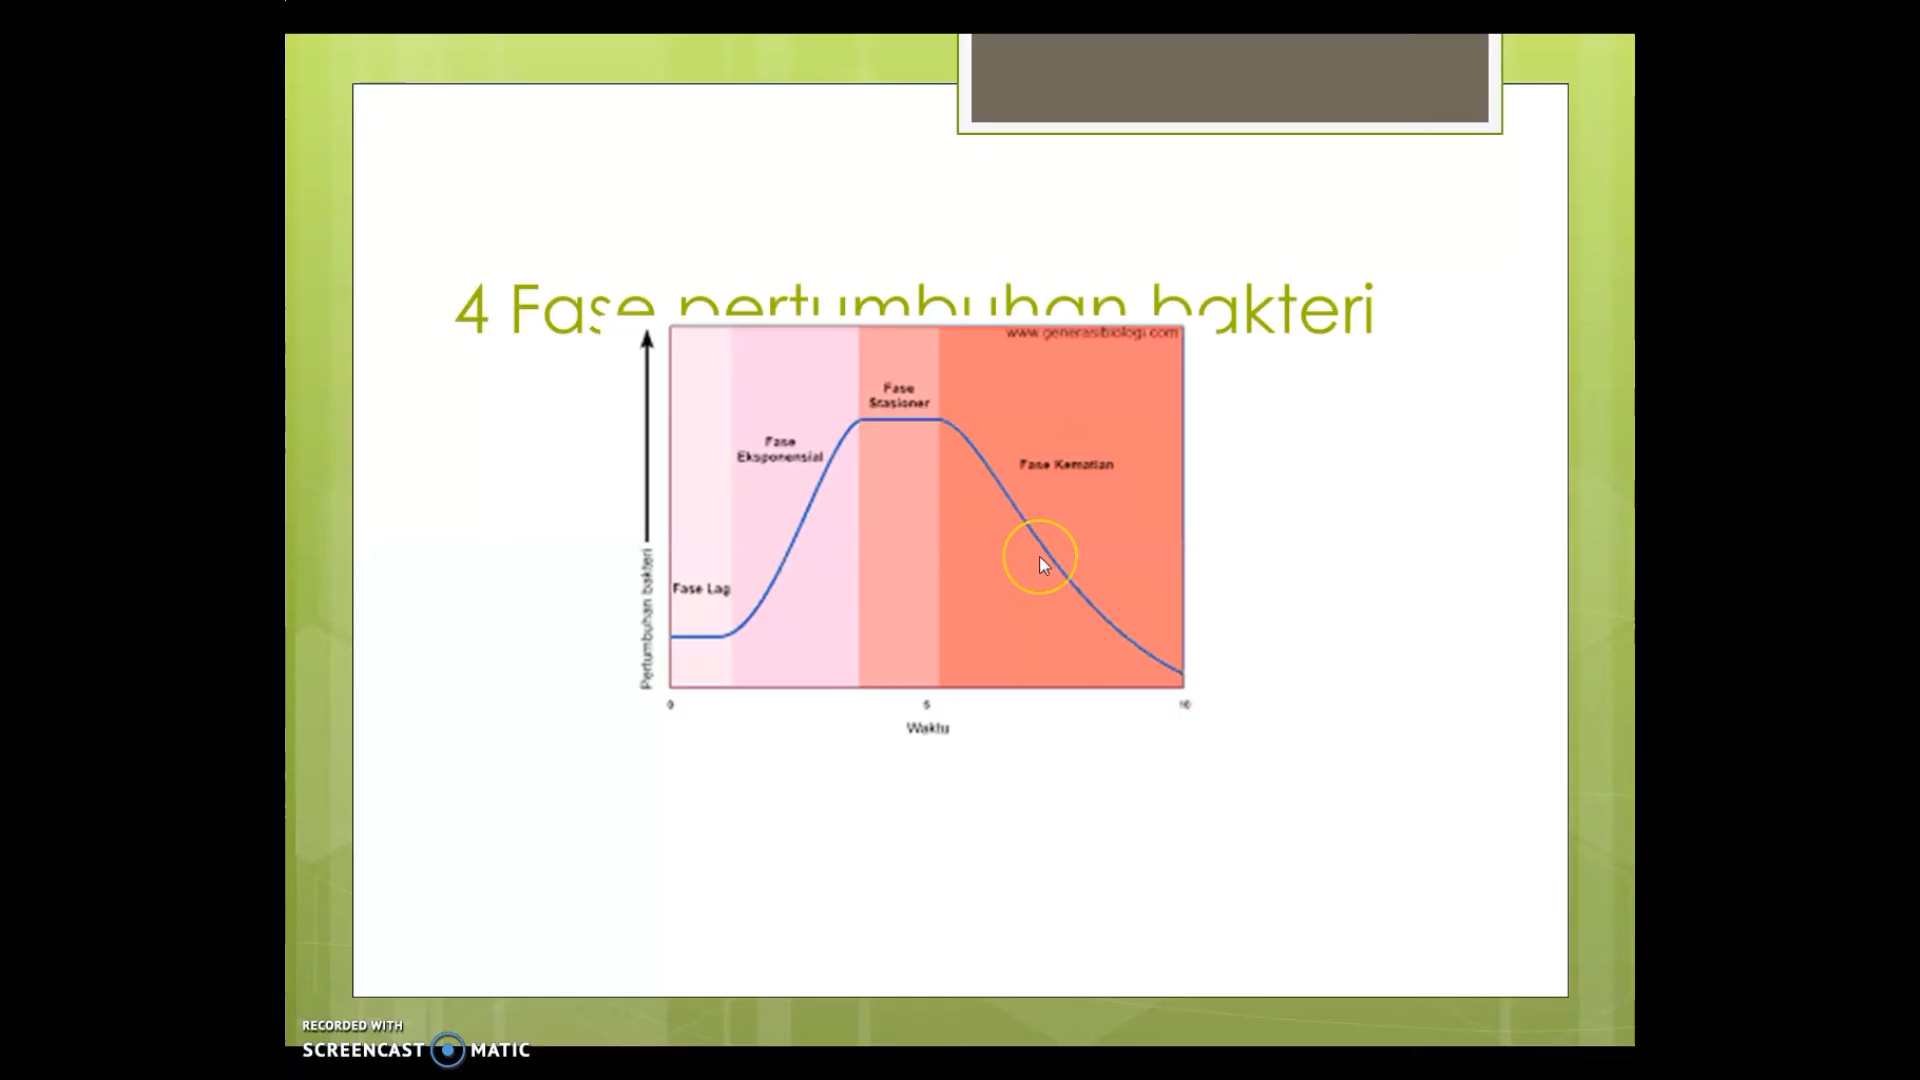 4 Fase pertumbuhan bakteri
www.generasibiologi.com
Fase
Stasioner
Fase
Eksponensial
Fase Kematian
Fase Lag
Pertumbuhan bakteri
0
5
10
Waktu
RECORDED WITH
SCREENCAST MATIC